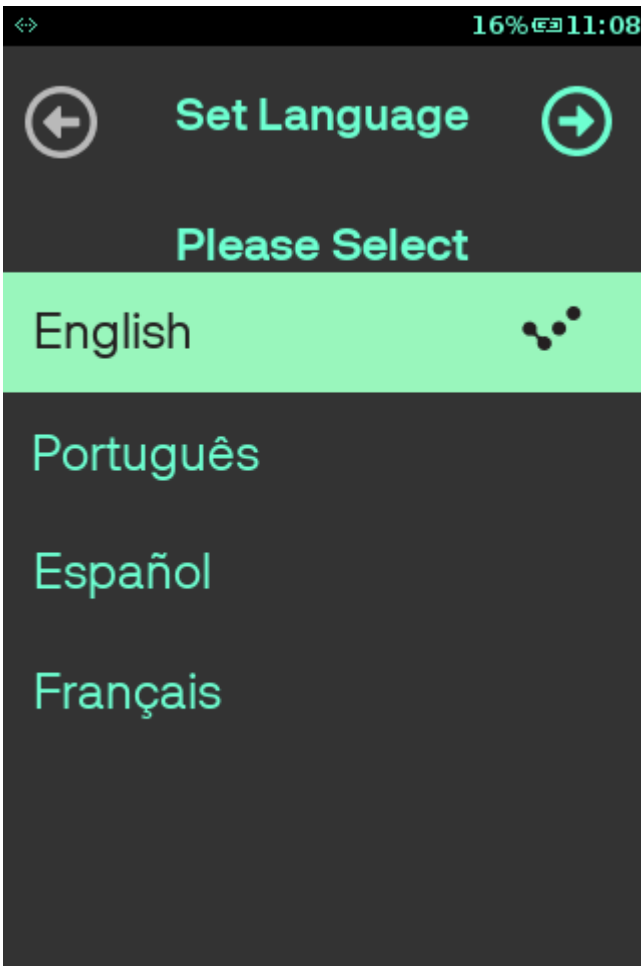 16% 11:08
Set Language
Please Select
English
Português
Español
Français